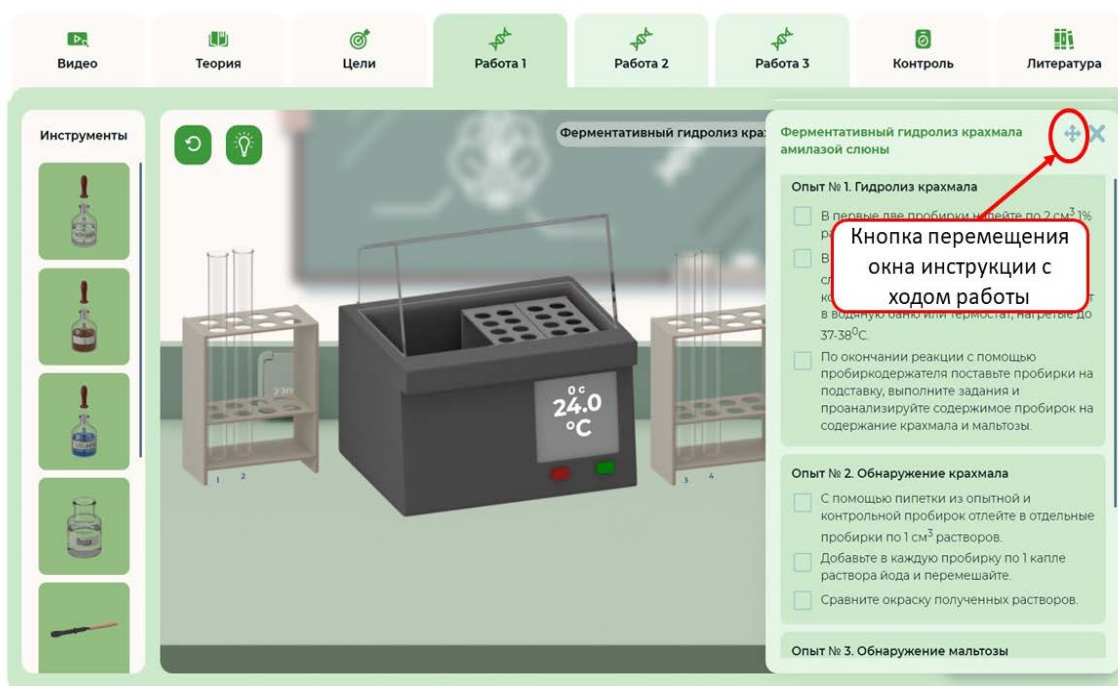 Видео
Теория
Цели
Работа 1
Работа 2
Работа 3
Контроль
Литература
Инструменты
Вода
Ферментативный гидролиз кра
220
0 с
24.0
°C
1
2
3
4
Ферментативный гидролиз крахмала
амилазой слюны
Опыт № 1. Гидролиз крахмала
В первые две пробирки налейте по 2 см³ 1%
Кнопка перемещения
окна инструкции с
ходом работы
в водяную баню или термостат, нагретые до
37-38⁰С.
По окончании реакции с помощью
пробиркодержателя поставьте пробирки на
подставку, выполните задания и
проанализируйте содержимое пробирок на
содержание крахмала и мальтозы.
Опыт № 2. Обнаружение крахмала
С помощью пипетки из опытной и
контрольной пробирок отлейте в отдельные
пробирки по 1 см³ растворов.
Добавьте в каждую пробирку по 1 капле
раствора йода и перемешайте.
Сравните окраску полученных растворов.
Опыт № 3. Обнаружение мальтозы